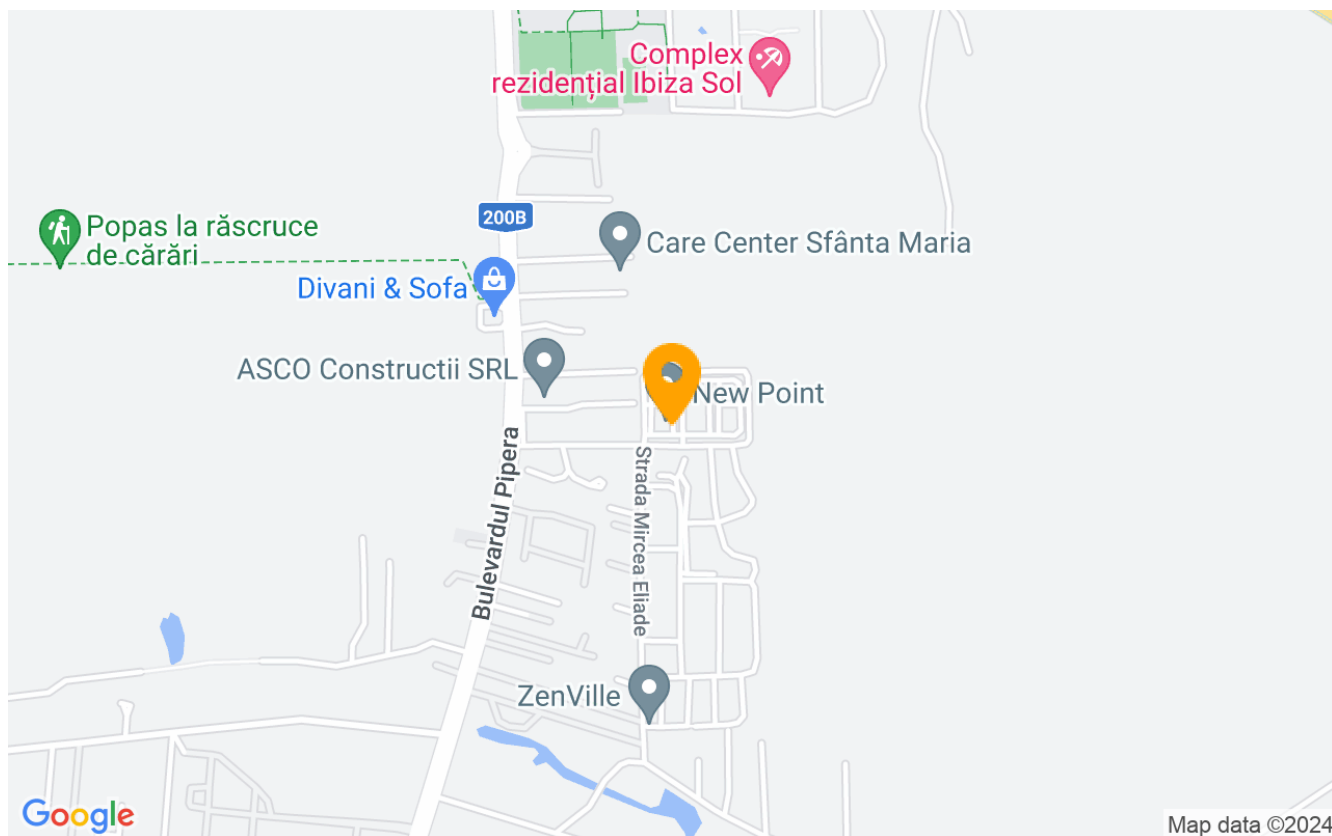 Complex
rezidențial Ibiza Sol
200B
Popas la răscruce
de cărări
Care Center Sfânta Maria
Divani & Sofa
ASCO Constructii SRL
New Point
Bulevardul Pipera
Strada Mircea Eliade
ZenVille
Google
Map data ©2024